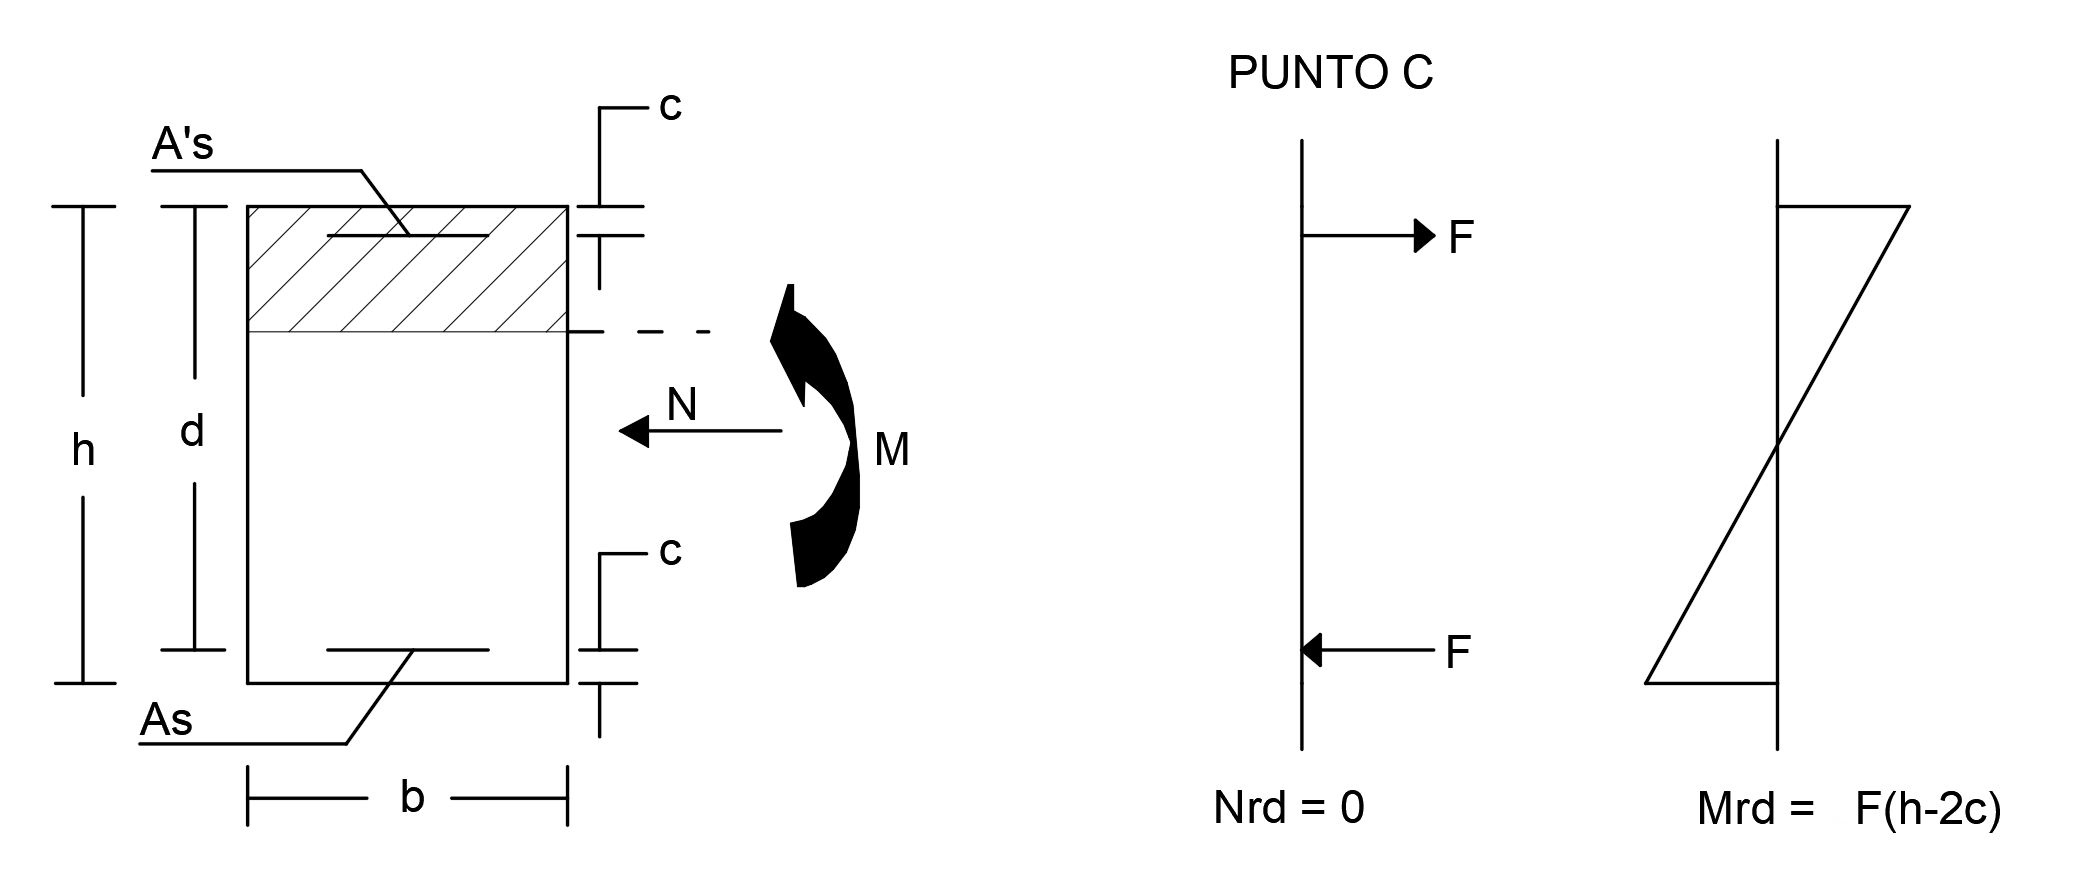 PUNTO C
c
A's
F
N
h
d
M
c
F
As
b
Nrd = 0
Mrd = F(h-2c)